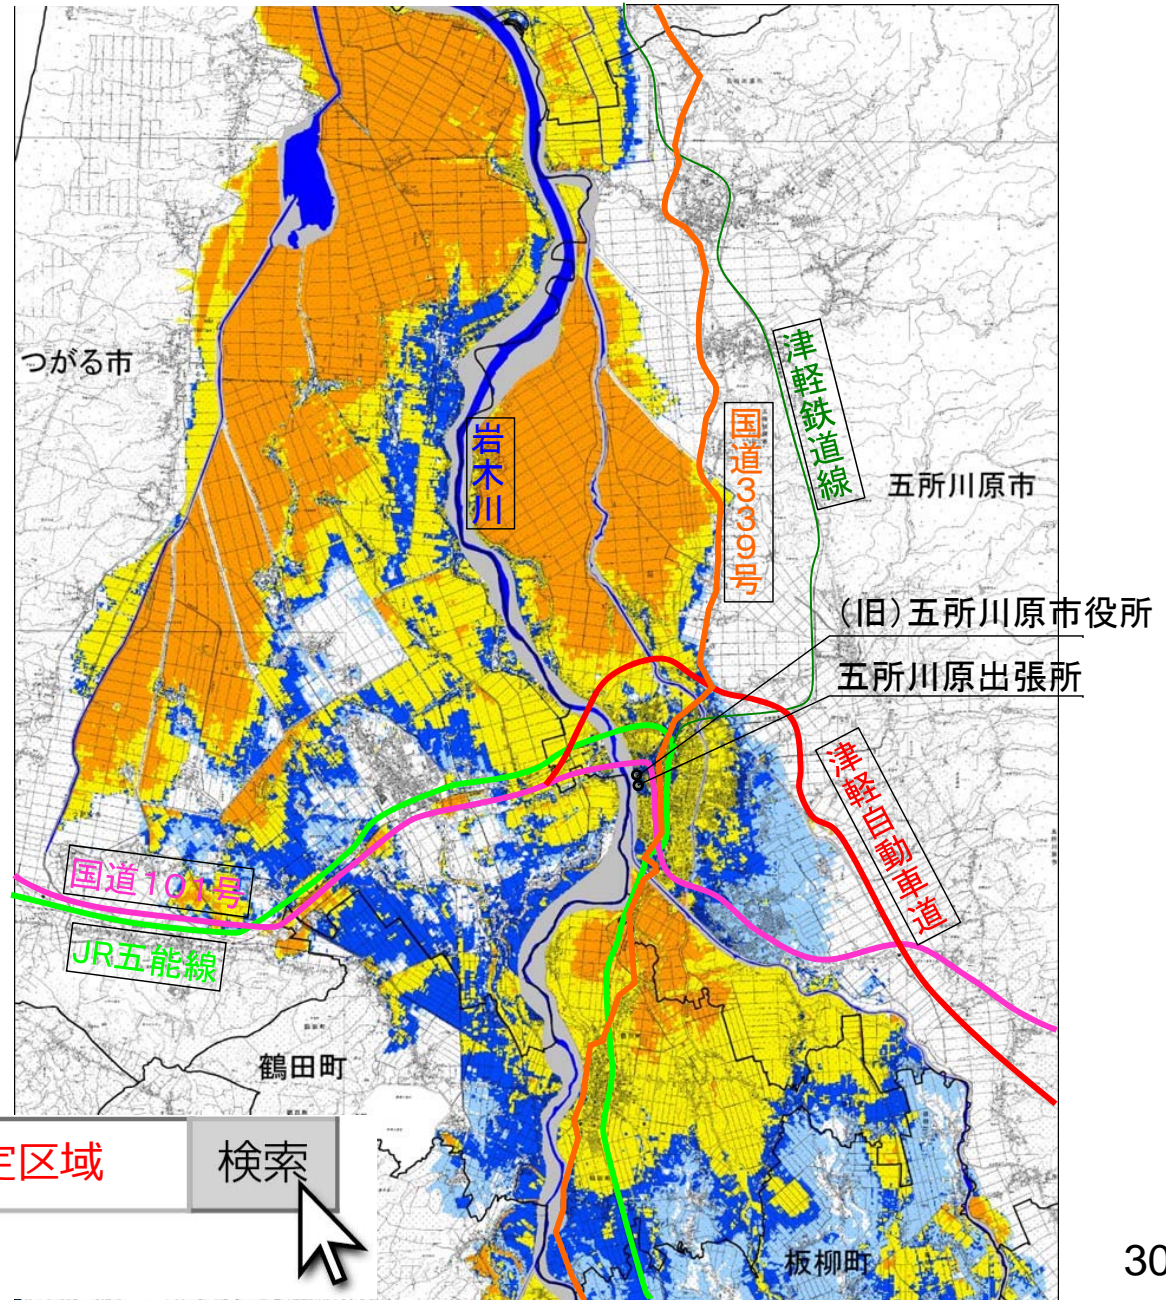 つがる市
岩木川
国道339号
津軽鉄道線
五所川原市
(旧)五所川原市役所
五所川原出張所
津軽自動車道
国道101号
JR五能線
鶴田町
定区域
検索
板柳町
30